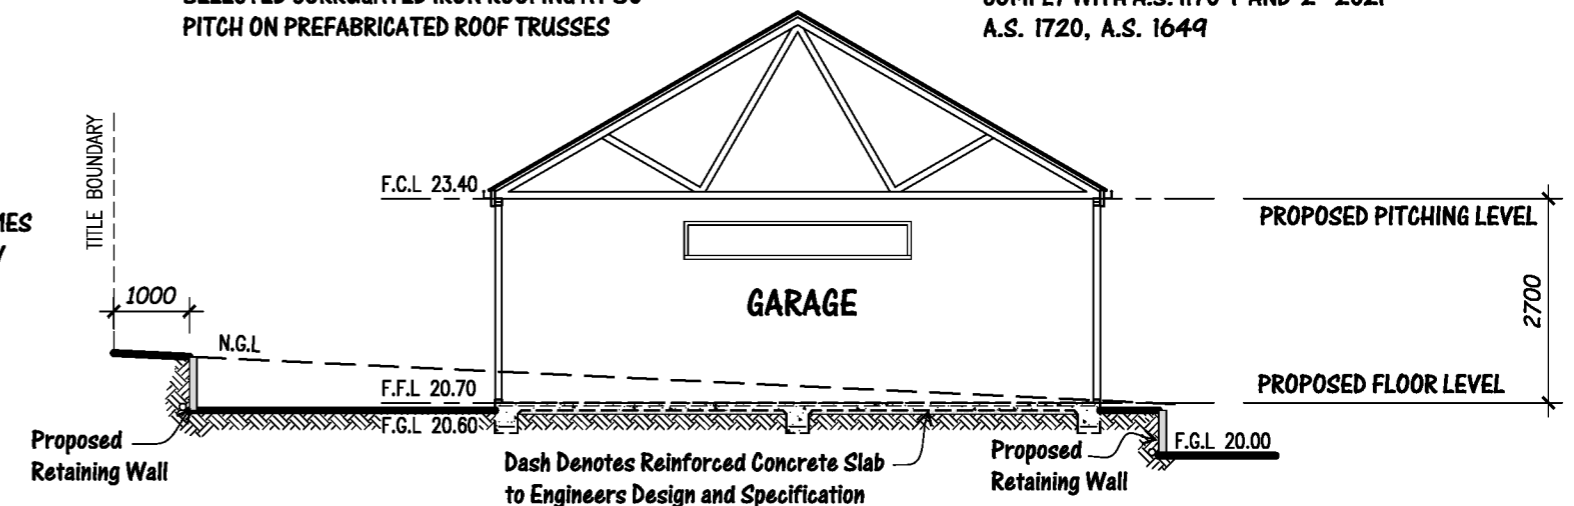 PITCH ON PREFABRICATED ROOF TRUSSES
A.S. 1720, A.S. 1649
TITLE BOUNDARY
F.C.L 23.40
PROPOSED PITCHING LEVEL
1000
GARAGE
2700
N.G.L
F.F.L 20.70
PROPOSED FLOOR LEVEL
F.G.L 20.60
Proposed
Retaining Wall
Dash Denotes Reinforced Concrete Slab
to Engineers Design and Specification
Proposed
Retaining Wall
F.G.L 20.00